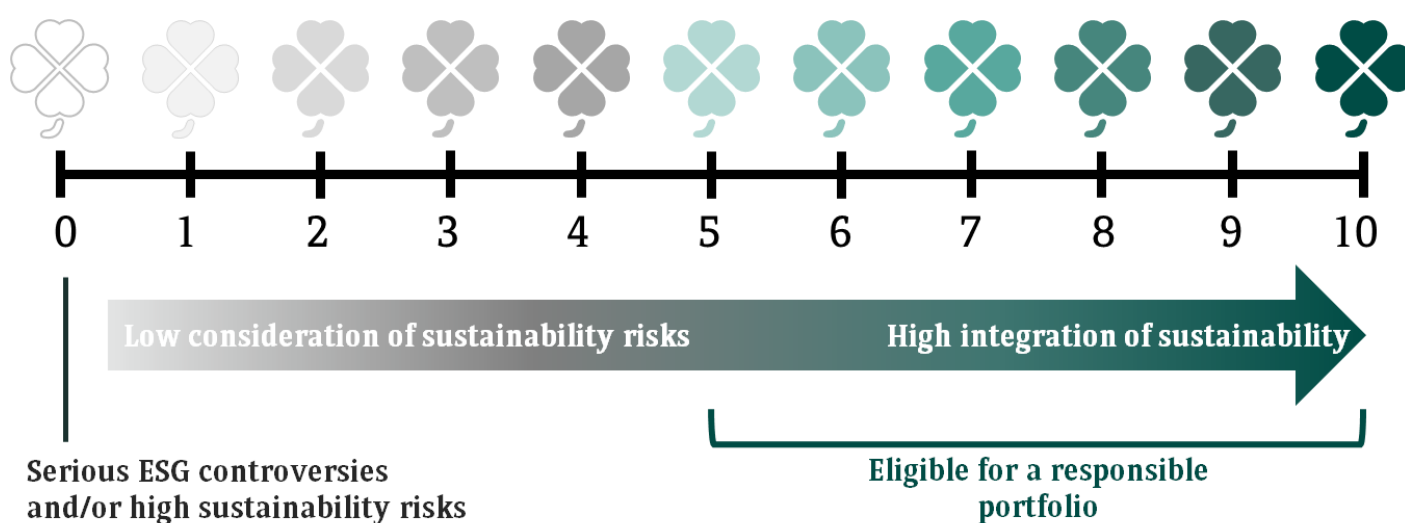 0 1 2 3 4 5 6 7 8 9 10
Low consideration of sustainability risks
High integration of sustainability
Serious ESG controversies
and/or high sustainability risks
Eligible for a responsible
portfolio